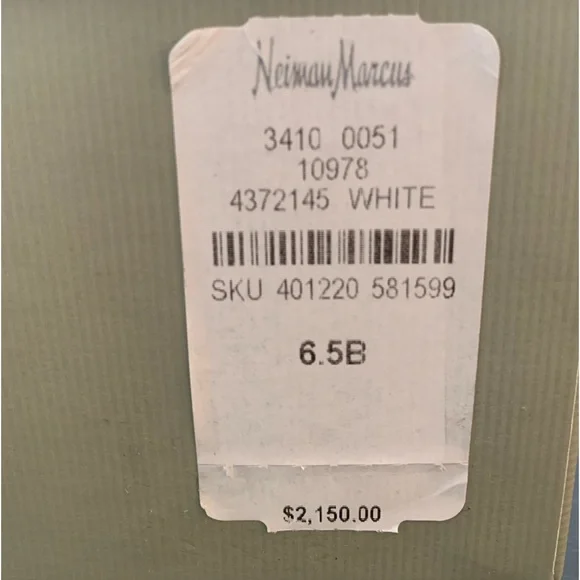 Neiman Marcus
3410 0051
10978
4372145 WHITE
SKU 401220 581599
6.5B
$2,150.00